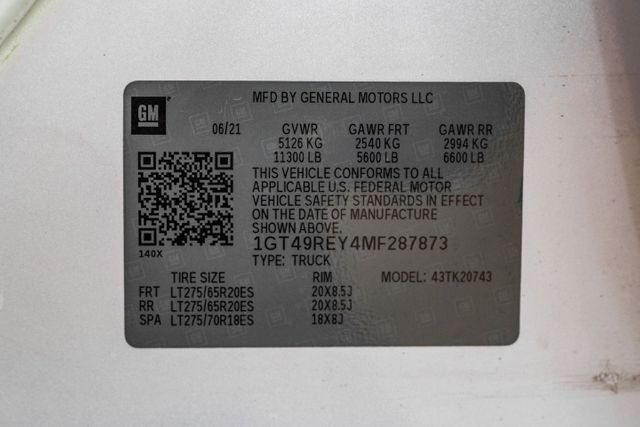 MFD BY GENERAL MOTORS LLC
GM
06/21 GVWR GAWR FRT GAWR RR
5126 KG 2540 KG 2994 KG
11300 LB 5600 LB 6600 LB
THIS VEHICLE CONFORMS TO ALL
APPLICABLE U.S. FEDERAL MOTOR
VEHICLE SAFETY STANDARDS IN EFFECT
ON THE DATE OF MANUFACTURE
SHOWN ABOVE.
1GT49REY4MF287873
140X
TYPE: TRUCK
TIRE SIZE RIM MODEL: 43TK20743
FRT LT275/65R20ES 20X8.5J
RR LT275/65R20ES 20X8.5J
SPA LT275/70R18ES 18X8J